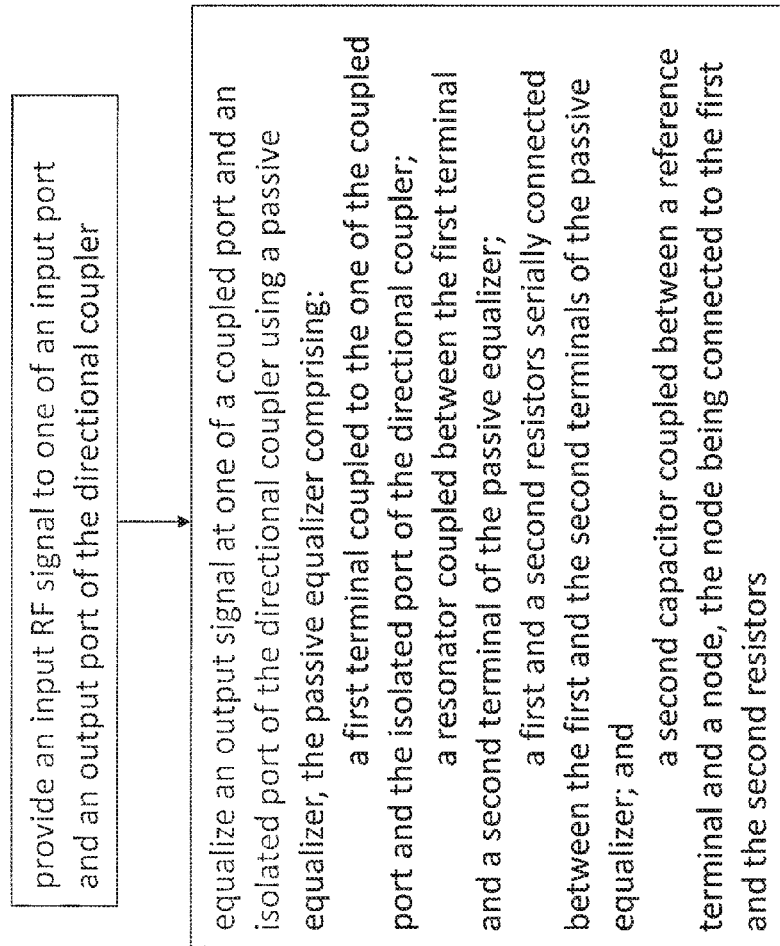 provide an input RF signal to one of an input port
and an output port of the directional coupler
equalize an output signal at one of a coupled port and an
isolated port of the directional coupler using a passive
equalizer, the passive equalizer comprising:
a first terminal coupled to the one of the coupled
port and the isolated port of the directional coupler;
a resonator coupled between the first terminal
and a second terminal of the passive equalizer;
a first and a second resistors serially connected
between the first and the second terminals of the passive
equalizer; and
a second capacitor coupled between a reference
terminal and a node, the node being connected to the first
and the second resistors